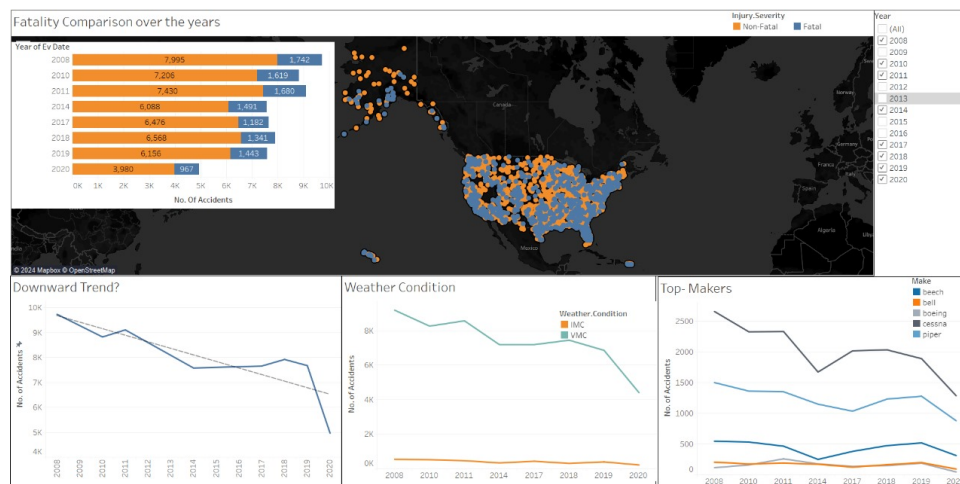 Fatality Comparison over the years
Injury.Severity
Non-Fatal
Fatal
Year
(All)
2008
2009
2010
2011
2012
2013
2014
2015
2016
2017
2018
2019
2020
Year of Ev Date
2008 7,995 1,742
2010 7,206 1,619
2011 7,430 1,680
2014 6,088 1,491
2017 6,476 1,182
2018 6,568 1,341
2019 6,156 1,443
2020 3,980 967
0K 1K 2K 3K 4K 5K 6K 7K 8K 9K 10K
No. Of Accidents
Canada
Mexico
Norway
Germany
France
Italy
Spain
Algeria
© 2024 Mapbox © OpenStreetMap
Downward Trend?
No. of Accidents
10K
9K
8K
7K
6K
5K
4K
2008 2009 2010 2011 2012 2013 2014 2015 2016 2017 2018 2019 2020
Weather Condition
Weather.Condition
IMC
VMC
No. of Accidents
8K
6K
4K
2K
0K
2008 2010 2011 2014 2017 2018 2019 2020
Top- Makers
Make
beech
bell
boeing
cessna
piper
No. of Accidents
2500
2000
1500
1000
500
0
2008 2010 2011 2014 2017 2018 2019